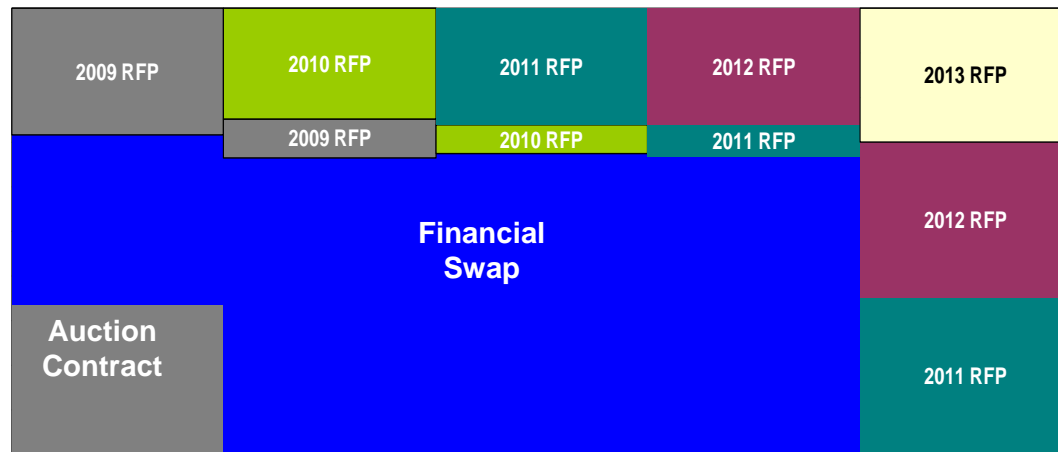 2009 RFP
2010 RFP
2011 RFP
2012 RFP
2013 RFP
2009 RFP
2010 RFP
2011 RFP
2012 RFP
Financial
Swap
Auction
Contract
2011 RFP